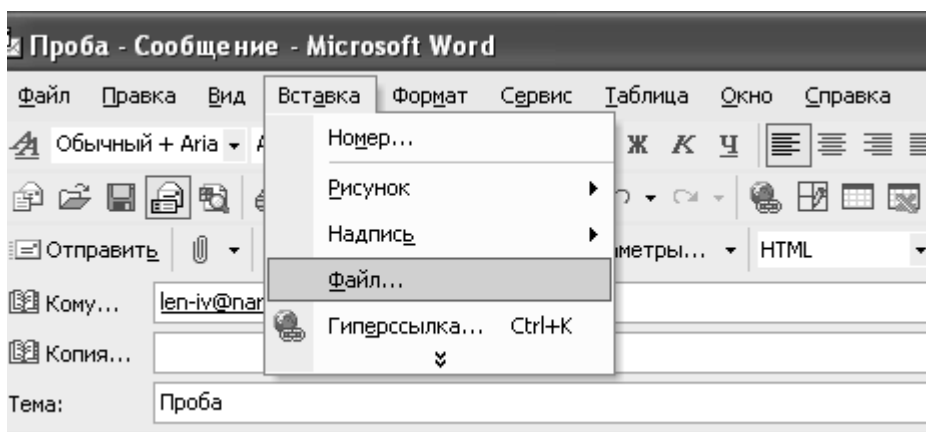 Проба - Сообщение - Microsoft Word
Файл Правка Вид Вставка Формат Сервис Таблица Окно Справка
Обычный + Aria Ж К Ч
Номер...
Рисунок
Надпись
Отправить HTML
Файл...
Кому... len-iv@nar
Гиперссылка... Ctrl+K
Копия...
Тема: Проба